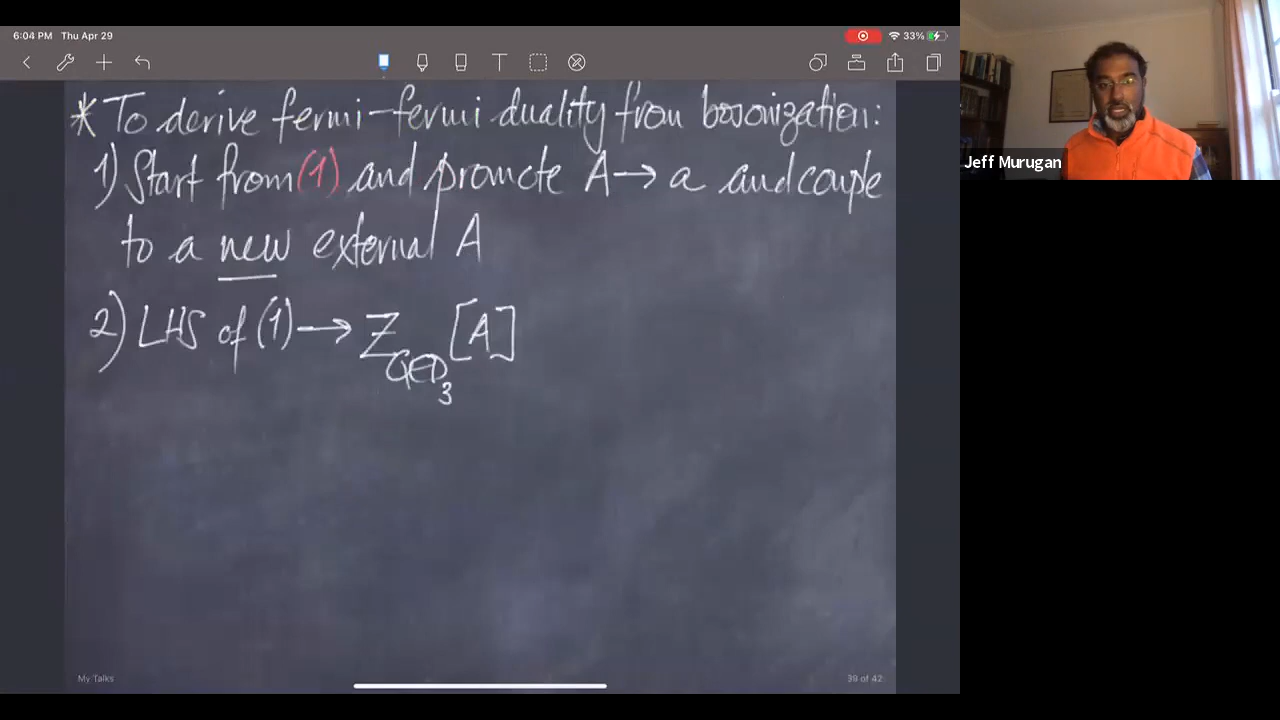 6:04 PM Thu Apr 29
33%
Jeff Murugan
* To derive fermi-fermi duality from bosonization:
1) Start from (1) and promote A → a and couple
to a new external A
2) LHS of (1) → Z_QED_3 [A]
My Talks
39 of 42